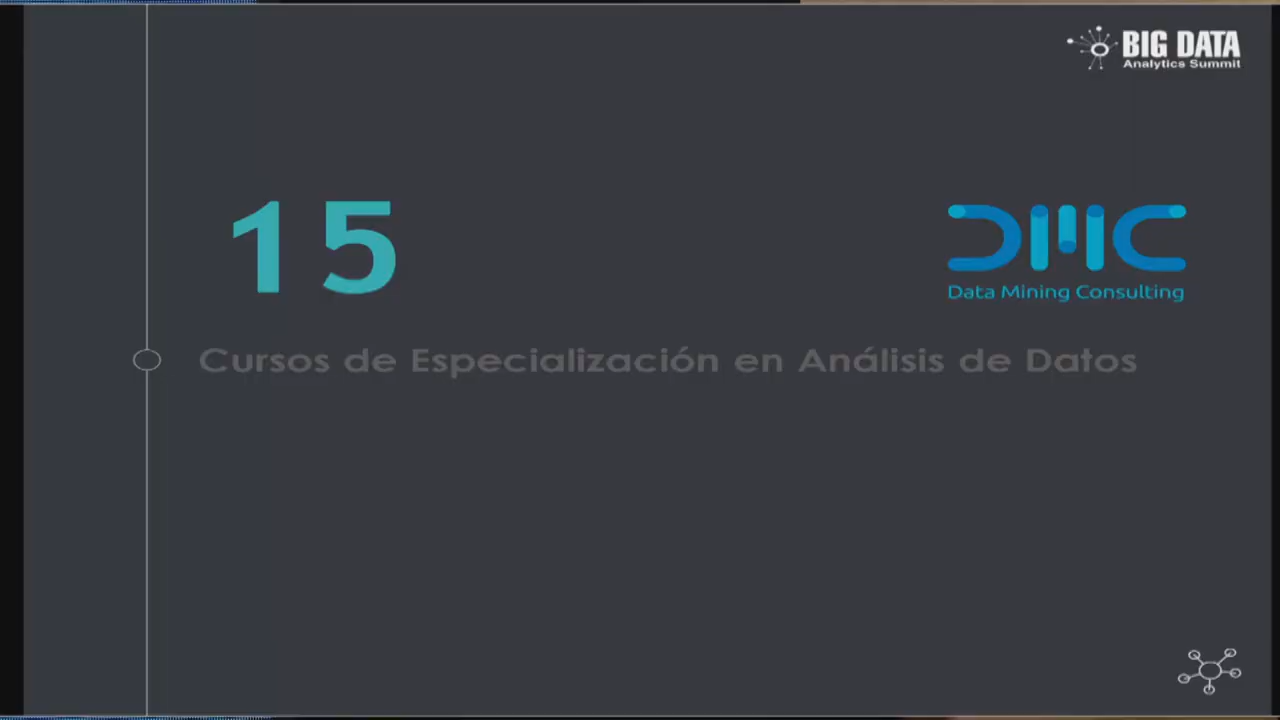 BIG DATA
Analytics Summit
15
DMC
Data Mining Consulting
Cursos de Especialización en Análisis de Datos